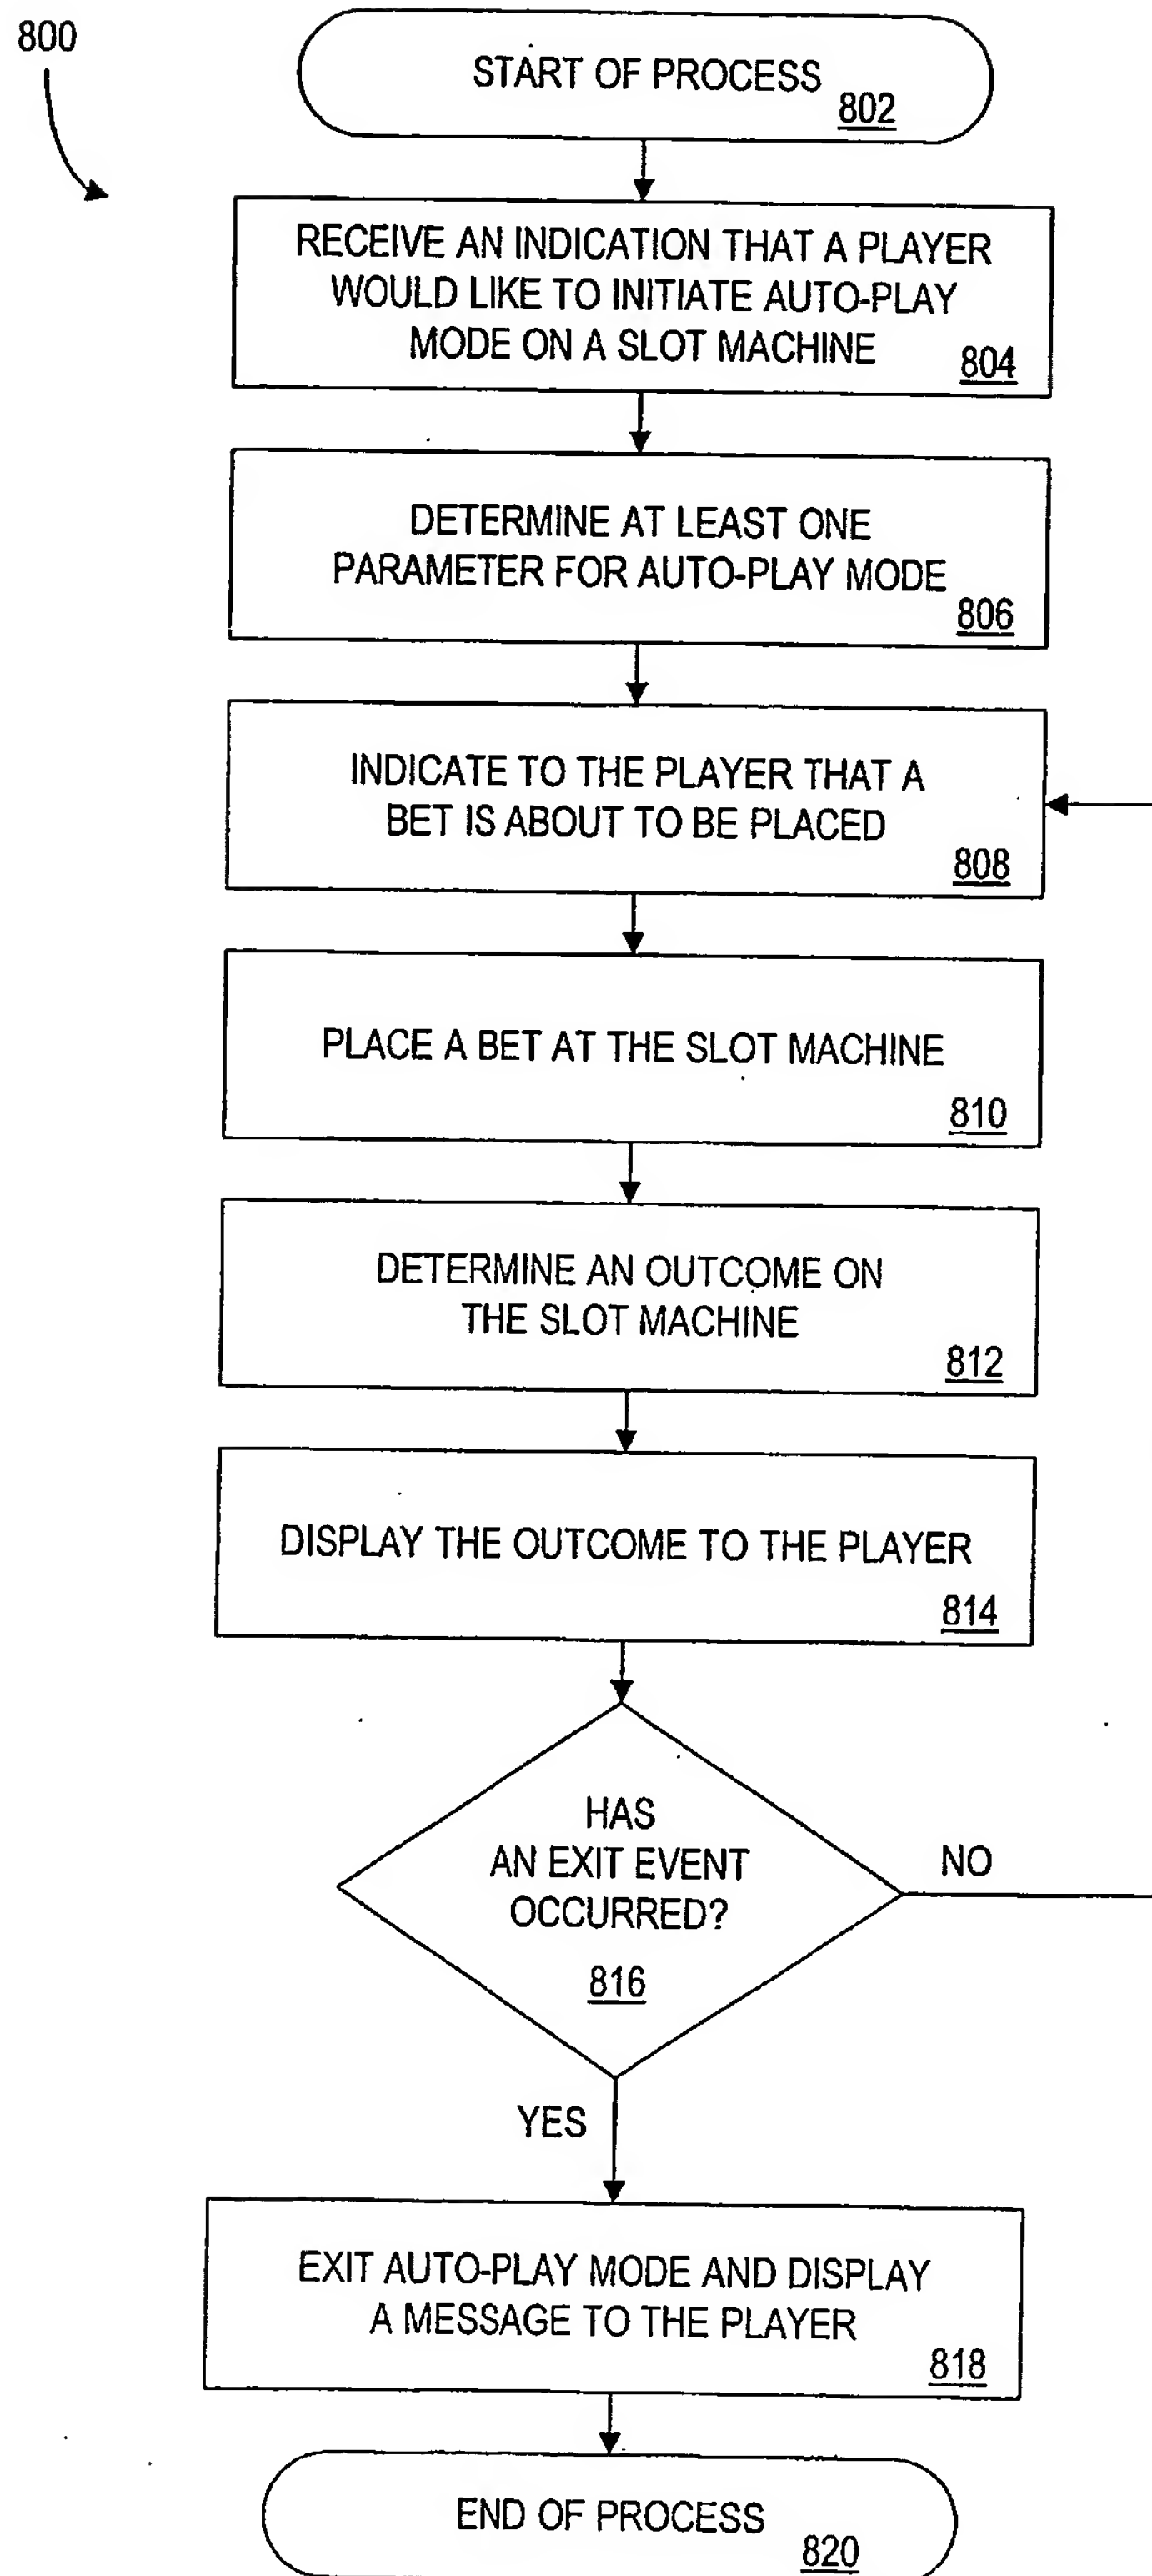 800
START OF PROCESS
802
RECEIVE AN INDICATION THAT A PLAYER
WOULD LIKE TO INITIATE AUTO-PLAY
MODE ON A SLOT MACHINE
804
DETERMINE AT LEAST ONE
PARAMETER FOR AUTO-PLAY MODE
806
INDICATE TO THE PLAYER THAT A
BET IS ABOUT TO BE PLACED
808
PLACE A BET AT THE SLOT MACHINE
810
DETERMINE AN OUTCOME ON
THE SLOT MACHINE
812
DISPLAY THE OUTCOME TO THE PLAYER
814
HAS
AN EXIT EVENT
OCCURRED?
816
NO
YES
EXIT AUTO-PLAY MODE AND DISPLAY
A MESSAGE TO THE PLAYER
818
END OF PROCESS
820